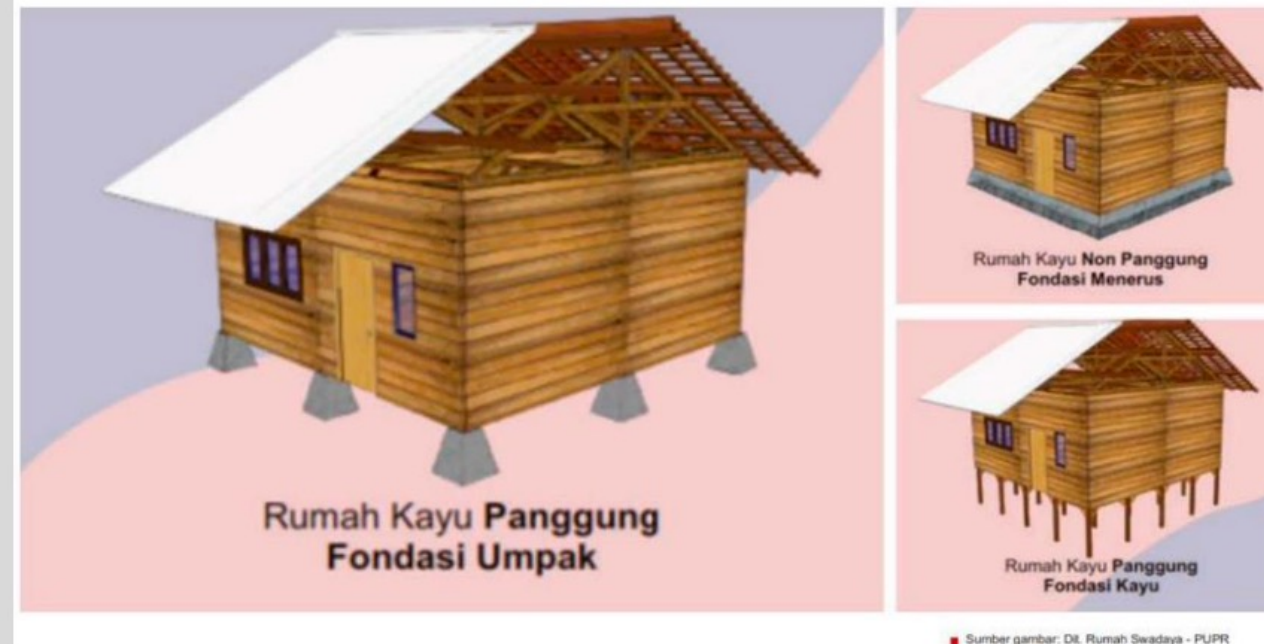 Rumah Kayu Panggung
Fondasi Umpak
Rumah Kayu Non Panggung
Fondasi Menerus
Rumah Kayu Panggung
Fondasi Kayu
Sumber gambar: Dit. Rumah Swadaya - PUPR